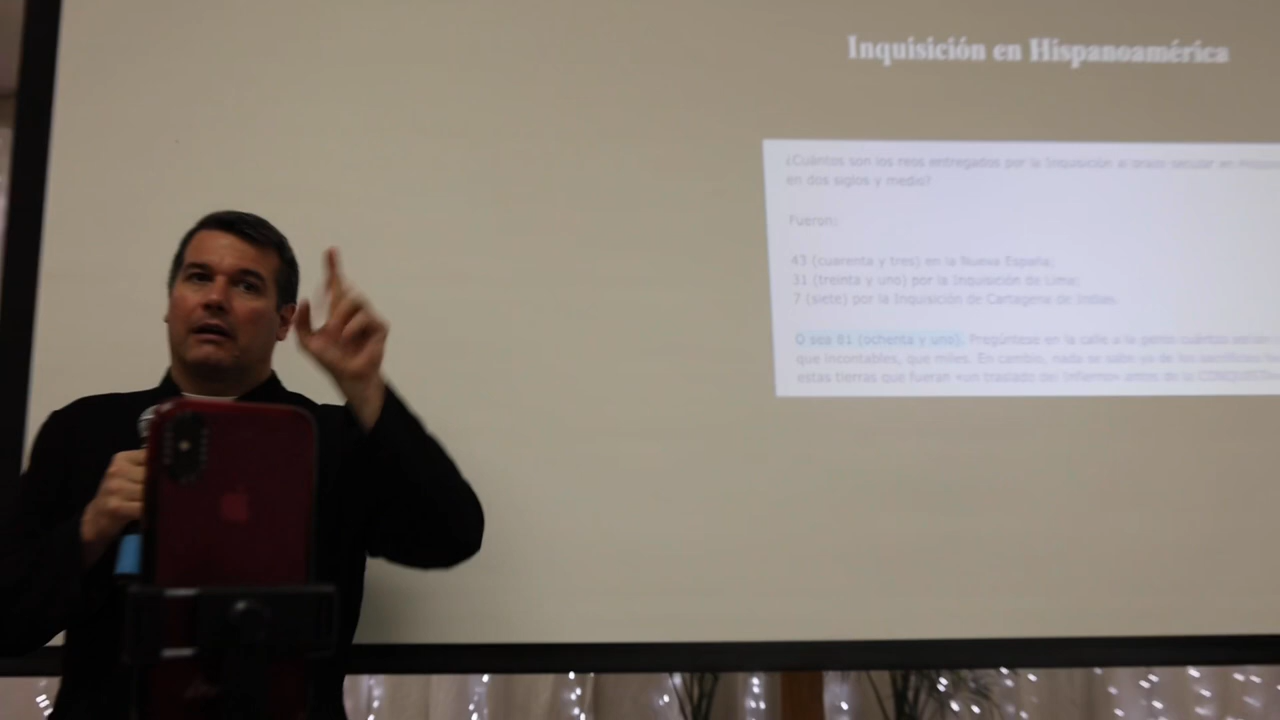 Inquisición en Hispanoamérica
¿Cuántos son los reos entregados por la Inquisición al brazo secular en
en dos siglos y medio?
Fueron:
43 (cuarenta y tres) en la Nueva España;
31 (treinta y uno) por la Inquisición de Lima;
7 (siete) por la Inquisición de Cartagena de Indias.
O sea 81 (ochenta y uno). Pregúntese en la calle a la gente cuántos
que incontables, que miles. En cambio, nada se sabe ya de los sacrificios
estas tierras que fueran «un traslado del infierno» antes de la CONQUISTA